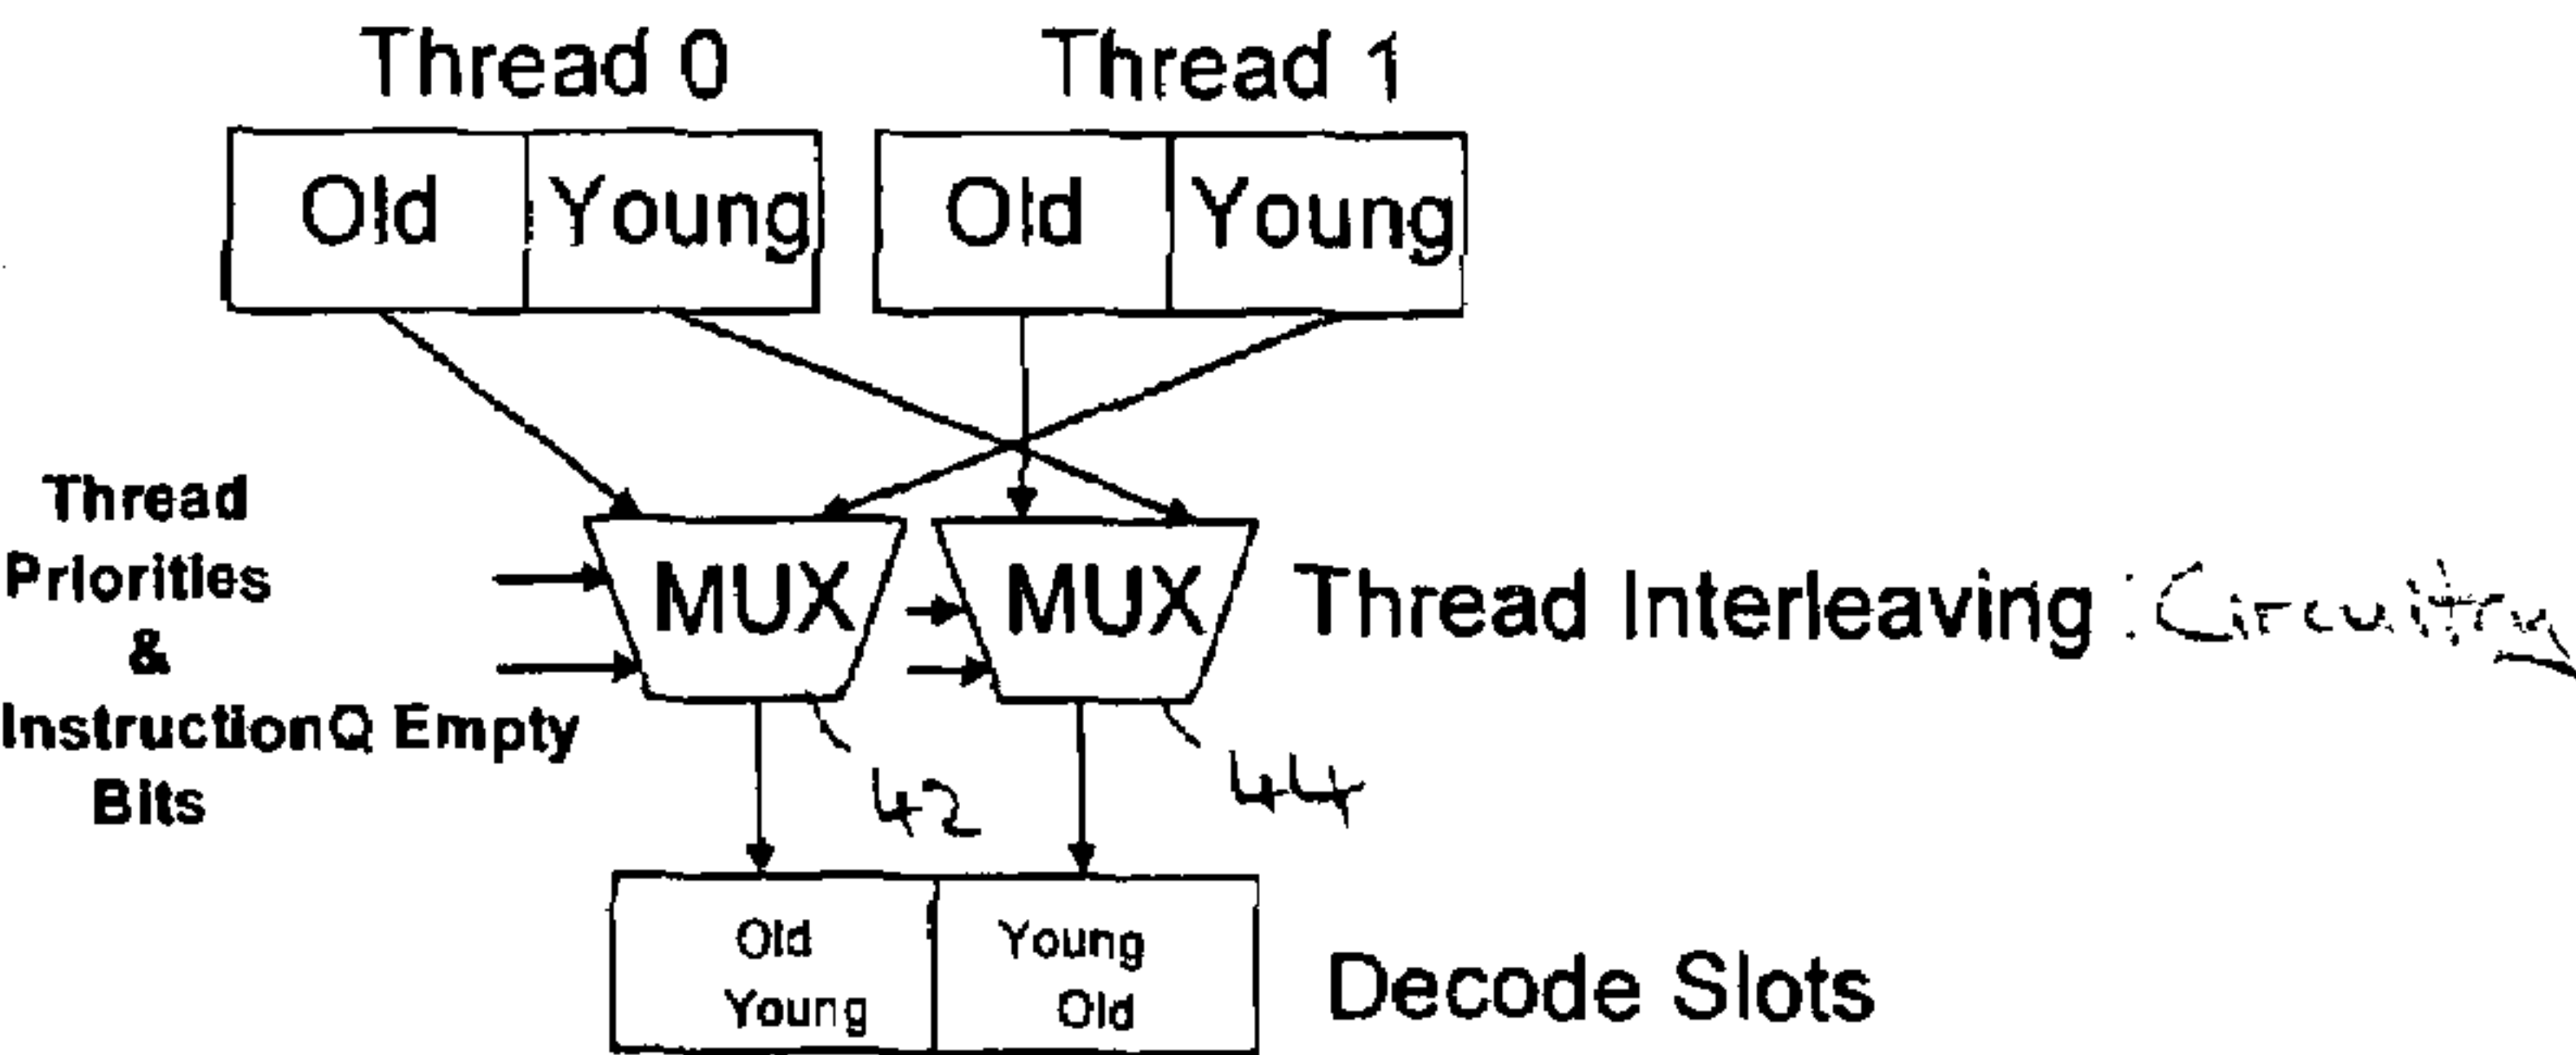 Thread 0
Thread 1
Old
Young
Old
Young
Thread
Priorities
&
InstructionQ Empty
Bits
MUX
MUX
Thread Interleaving Circuitry
42
44
Old
Young
Young
Old
Decode Slots